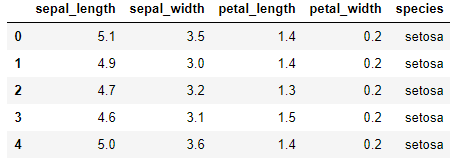 sepal_length sepal_width petal_length petal_width species
0 5.1 3.5 1.4 0.2 setosa
1 4.9 3.0 1.4 0.2 setosa
2 4.7 3.2 1.3 0.2 setosa
3 4.6 3.1 1.5 0.2 setosa
4 5.0 3.6 1.4 0.2 setosa